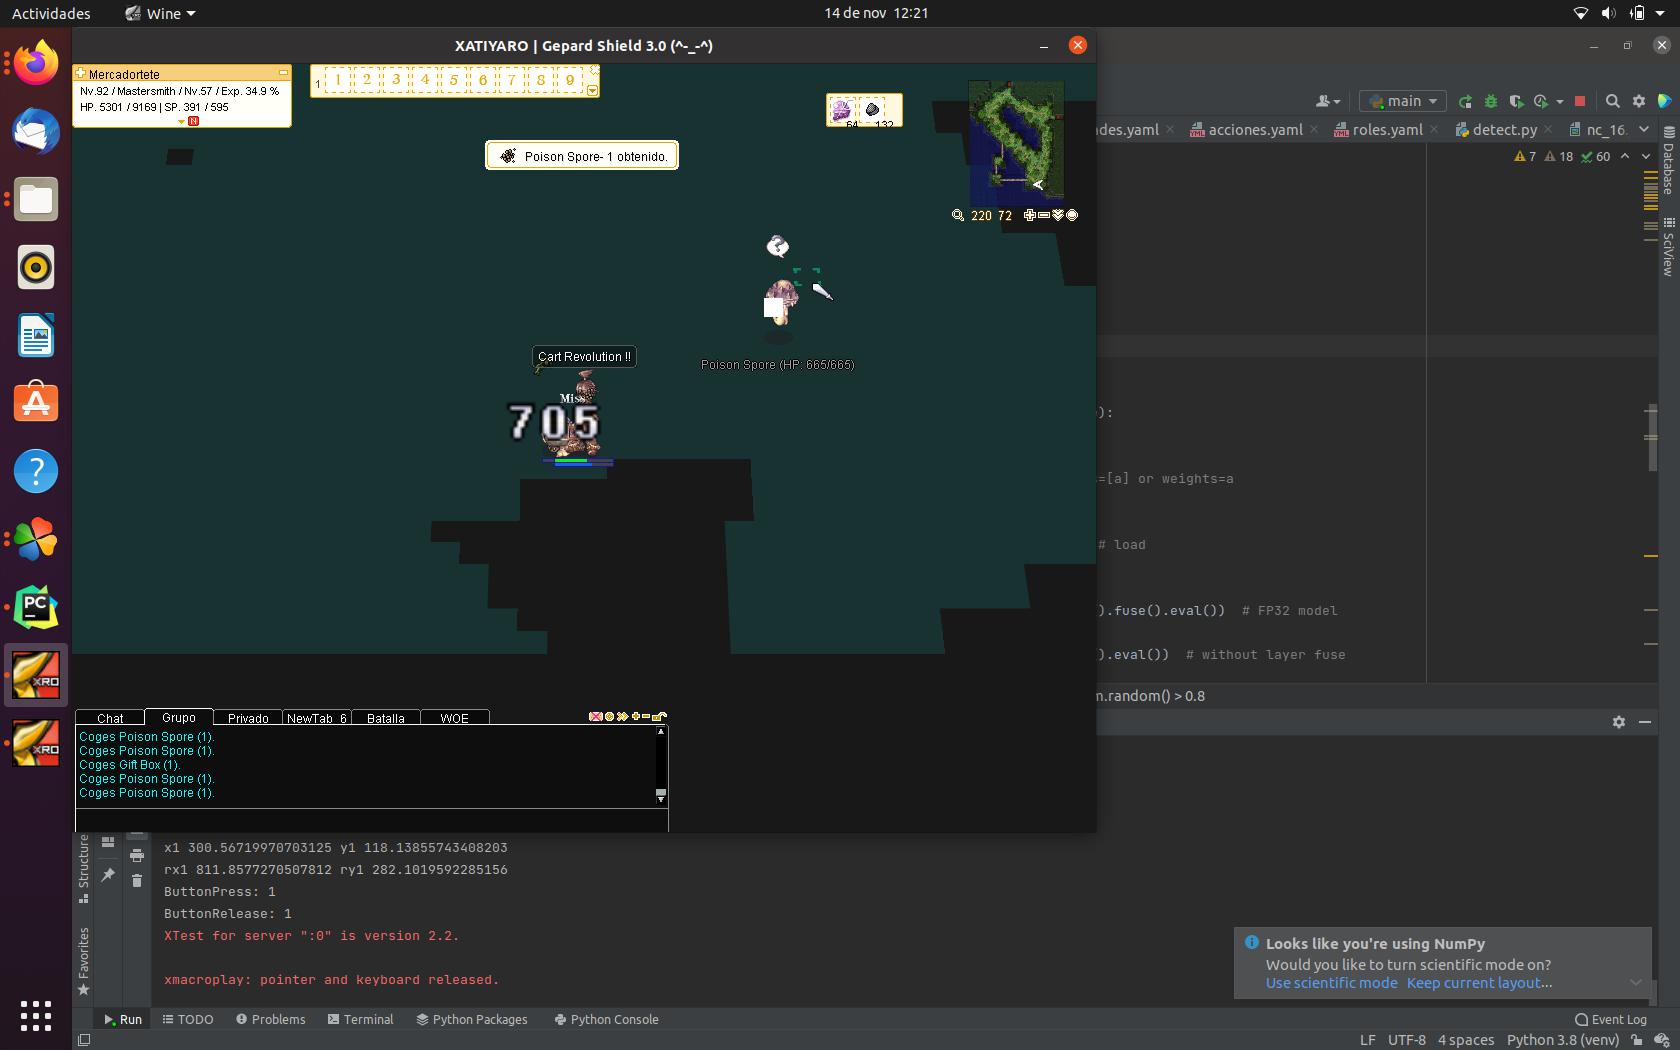 Actividades
Wine
14 de nov 12:21
XATIYARO | Gepard Shield 3.0 (^-_-^)
Mercadortete
Nv.92 / Mastersmith / Nv.57 / Exp. 34.9 %
HP. 5301 / 9169 | SP. 391 / 595
N
1
1 2 3 4 5 6 7 8 9
64 132
Poison Spore- 1 obtenido.
220 72
?
Poison Spore (HP: 665/665)
Cart Revolution !!
Miss
705
main
des.yaml
acciones.yaml
roles.yaml
detect.py
nc_16.
7 18 60
Database
SciView
):
=[a] or weights=a
# load
).fuse().eval()) # FP32 model
).eval()) # without layer fuse
m.random() > 0.8
PC
XRO
XRO
Chat Grupo Privado NewTab_6 Batalla WOE
Coges Poison Spore (1).
Coges Poison Spore (1).
Coges Gift Box (1).
Coges Poison Spore (1).
Coges Poison Spore (1).
Structure
Favorites
x1 300.56719970703125 y1 118.13855743408203
rx1 811.8577270507812 ry1 282.1019592285156
ButtonPress: 1
ButtonRelease: 1
XTest for server ":0" is version 2.2.
xmacroplay: pointer and keyboard released.
Looks like you're using NumPy
Would you like to turn scientific mode on?
Use scientific mode Keep current layout...
Run
TODO
Problems
Terminal
Python Packages
Python Console
Event Log
LF UTF-8 4 spaces Python 3.8 (venv)